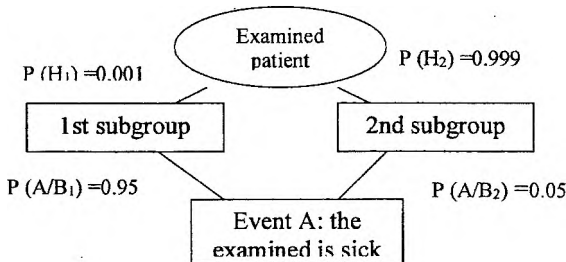 Examined
patient
P (H₁) =0.001
P (H₂) =0.999
1st subgroup
2nd subgroup
P (A/B₁) =0.95
P (A/B₂) =0.05
Event A: the
examined is sick